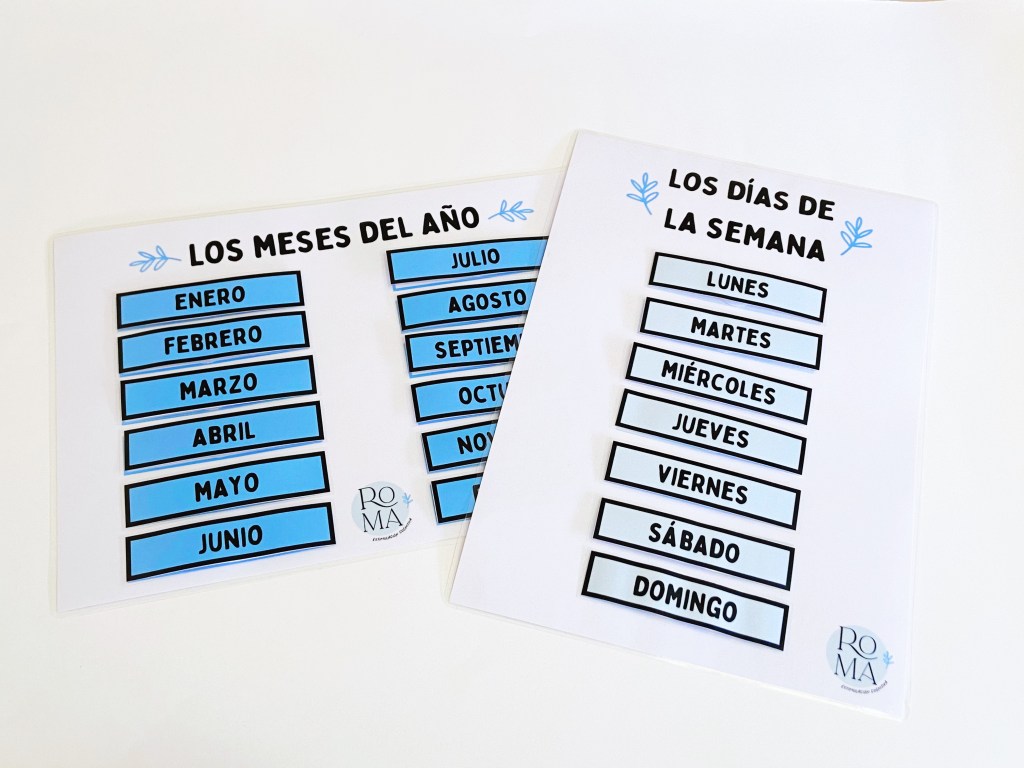 LOS MESES DEL AÑO
ENERO
FEBRERO
MARZO
ABRIL
MAYO
JUNIO
JULIO
AGOSTO
RO
MA
LOS DÍAS DE
LA SEMANA
LUNES
MARTES
MIÉRCOLES
JUEVES
VIERNES
SÁBADO
DOMINGO
RO
MA